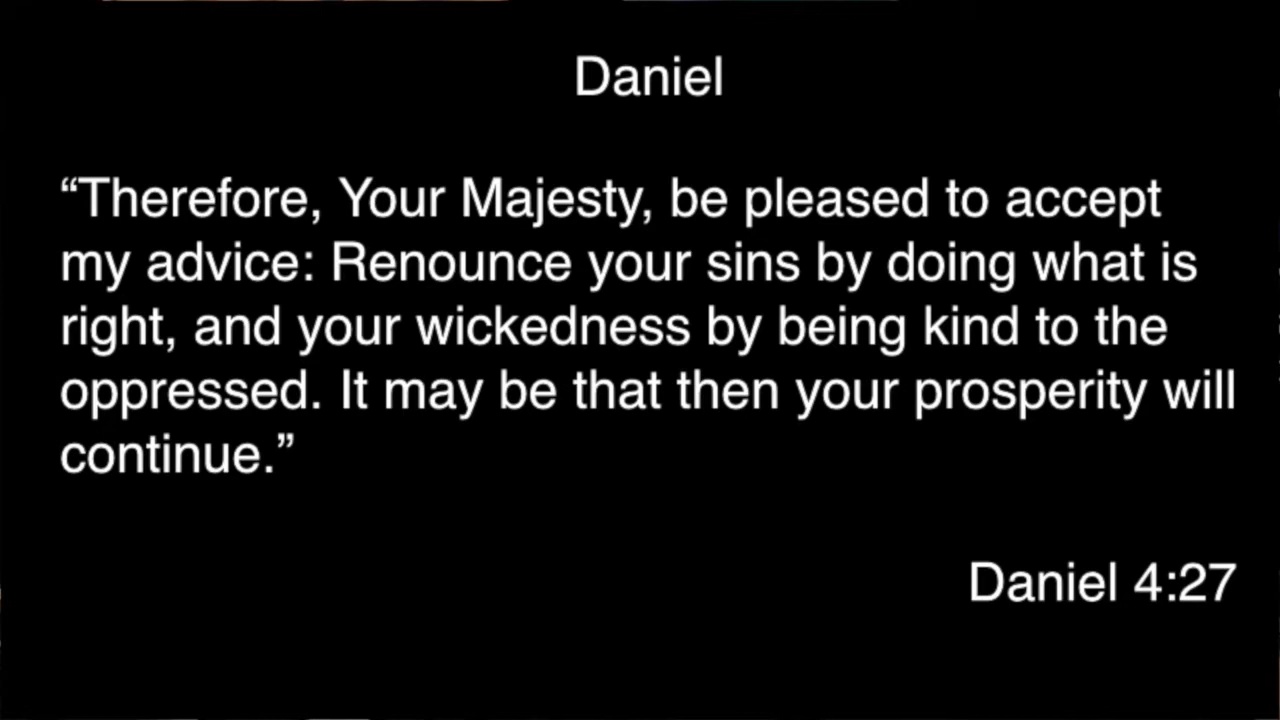 Daniel
“Therefore, Your Majesty, be pleased to accept
my advice: Renounce your sins by doing what is
right, and your wickedness by being kind to the
oppressed. It may be that then your prosperity will
continue.”
Daniel 4:27